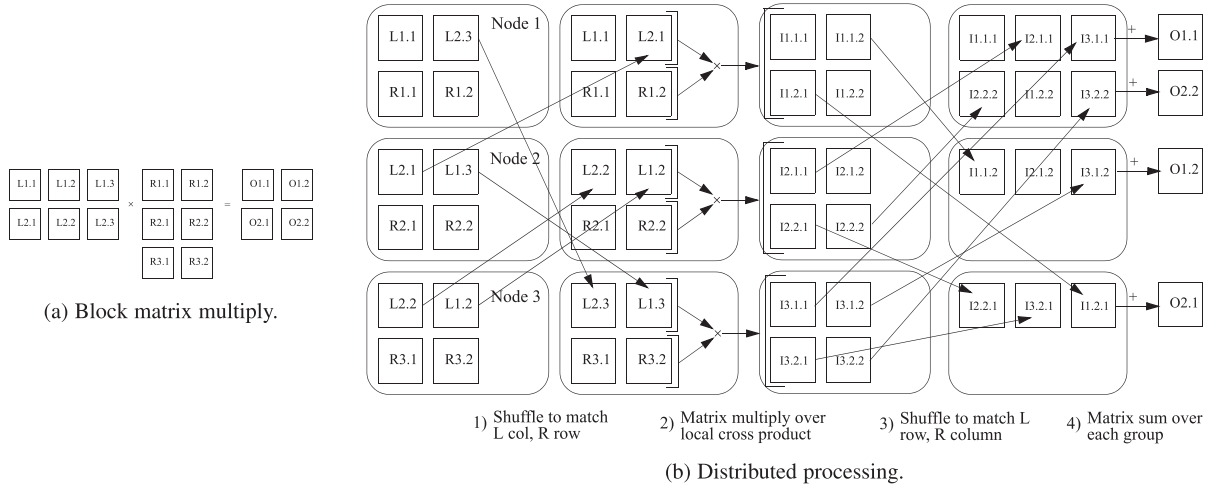 L1.1 L1.2 L1.3 × R1.1 R1.2 = O1.1 O1.2
L2.1 L2.2 L2.3 R2.1 R2.2 O2.1 O2.2
R3.1 R3.2
(a) Block matrix multiply.
Node 1
L1.1 L2.3
R1.1 R1.2
L1.1 L2.1
R1.1 R1.2
×
I1.1.1 I1.1.2
I1.2.1 I1.2.2
I1.1.1 I2.1.1 I3.1.1 + O1.1
I2.2.2 I1.2.2 I3.2.2 + O2.2
Node 2
L2.1 L1.3
R2.1 R2.2
L2.2 L1.2
R2.1 R2.2
×
I2.1.1 I2.1.2
I2.2.1 I2.2.2
I1.1.2 I2.1.2 I3.1.2 + O1.2
Node 3
L2.2 L1.2
R3.1 R3.2
L2.3 L1.3
R3.1 R3.2
×
I3.1.1 I3.1.2
I3.2.1 I3.2.2
I2.2.1 I3.2.1 I1.2.1 + O2.1
1) Shuffle to match
L col, R row
2) Matrix multiply over
local cross product
3) Shuffle to match L
row, R column
4) Matrix sum over
each group
(b) Distributed processing.